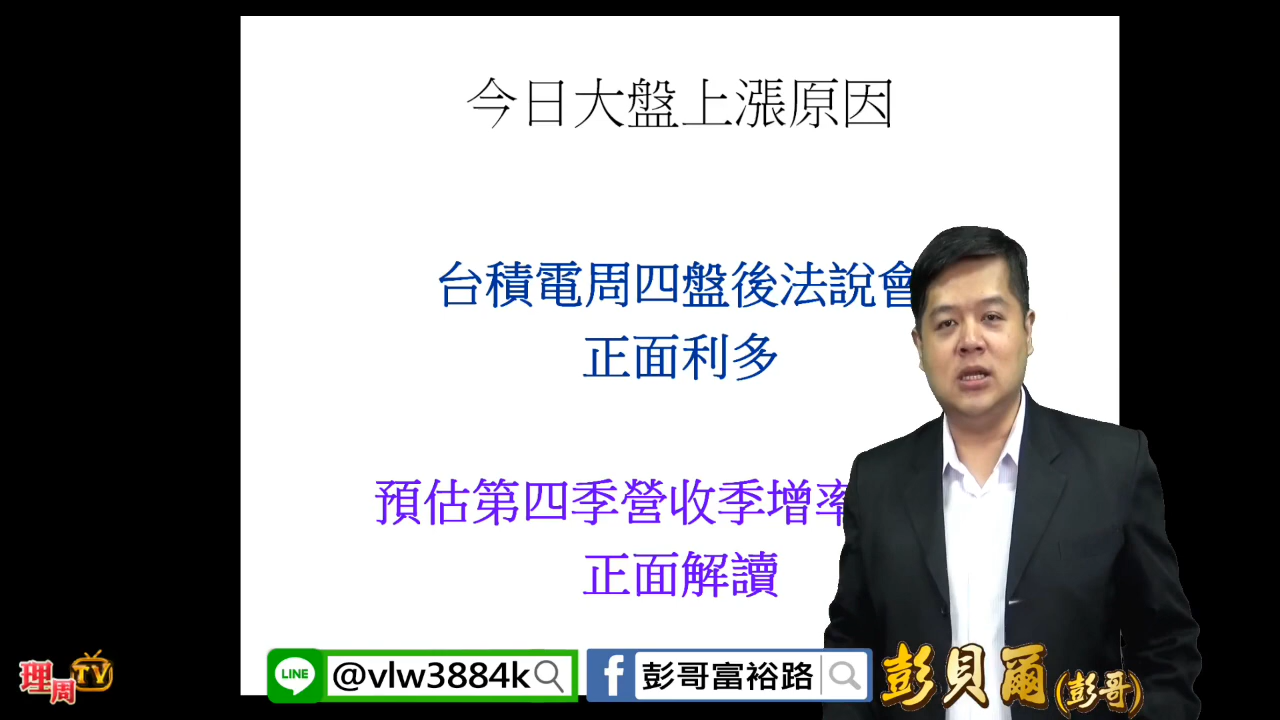 今日大盤上漲原因
台積電周四盤後法說會
正面利多
預估第四季營收季增率
正面解讀
理周TV
LINE @vlw3884k
f 彭哥富裕路
彭貝爾(彭哥)